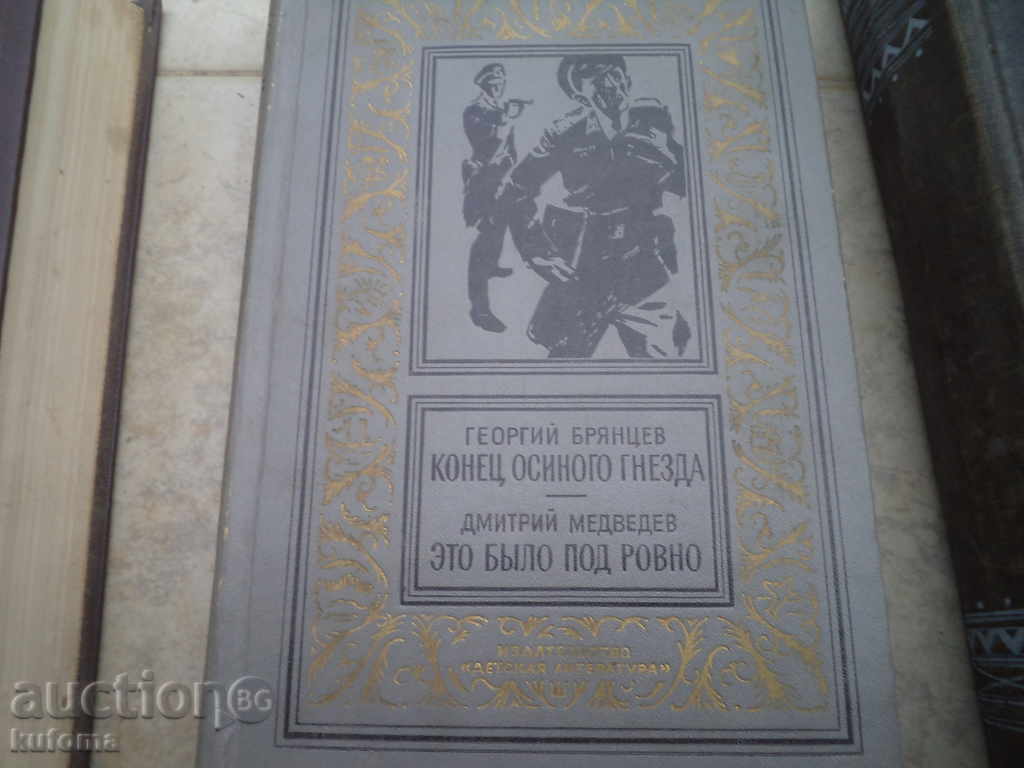 ГЕОРГИЙ БРЯНЦЕВ
КОНЕЦ ОСИНОГО ГНЕЗДА
ДМИТРИЙ МЕДВЕДЕВ
ЭТО БЫЛО ПОД РОВНО
ИЗДАТЕЛЬСТВО
«ДЕТСКАЯ ЛИТЕРАТУРА»
auction BG
kufoma